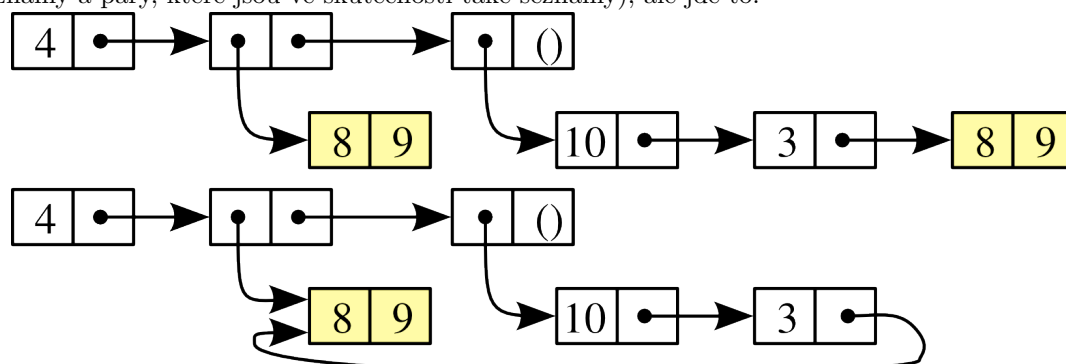 páry, které jsou ve skutečnosti také seznamy), ale jde to:
4 ()
8 9 10 3 8 9
4 ()
8 9 10 3